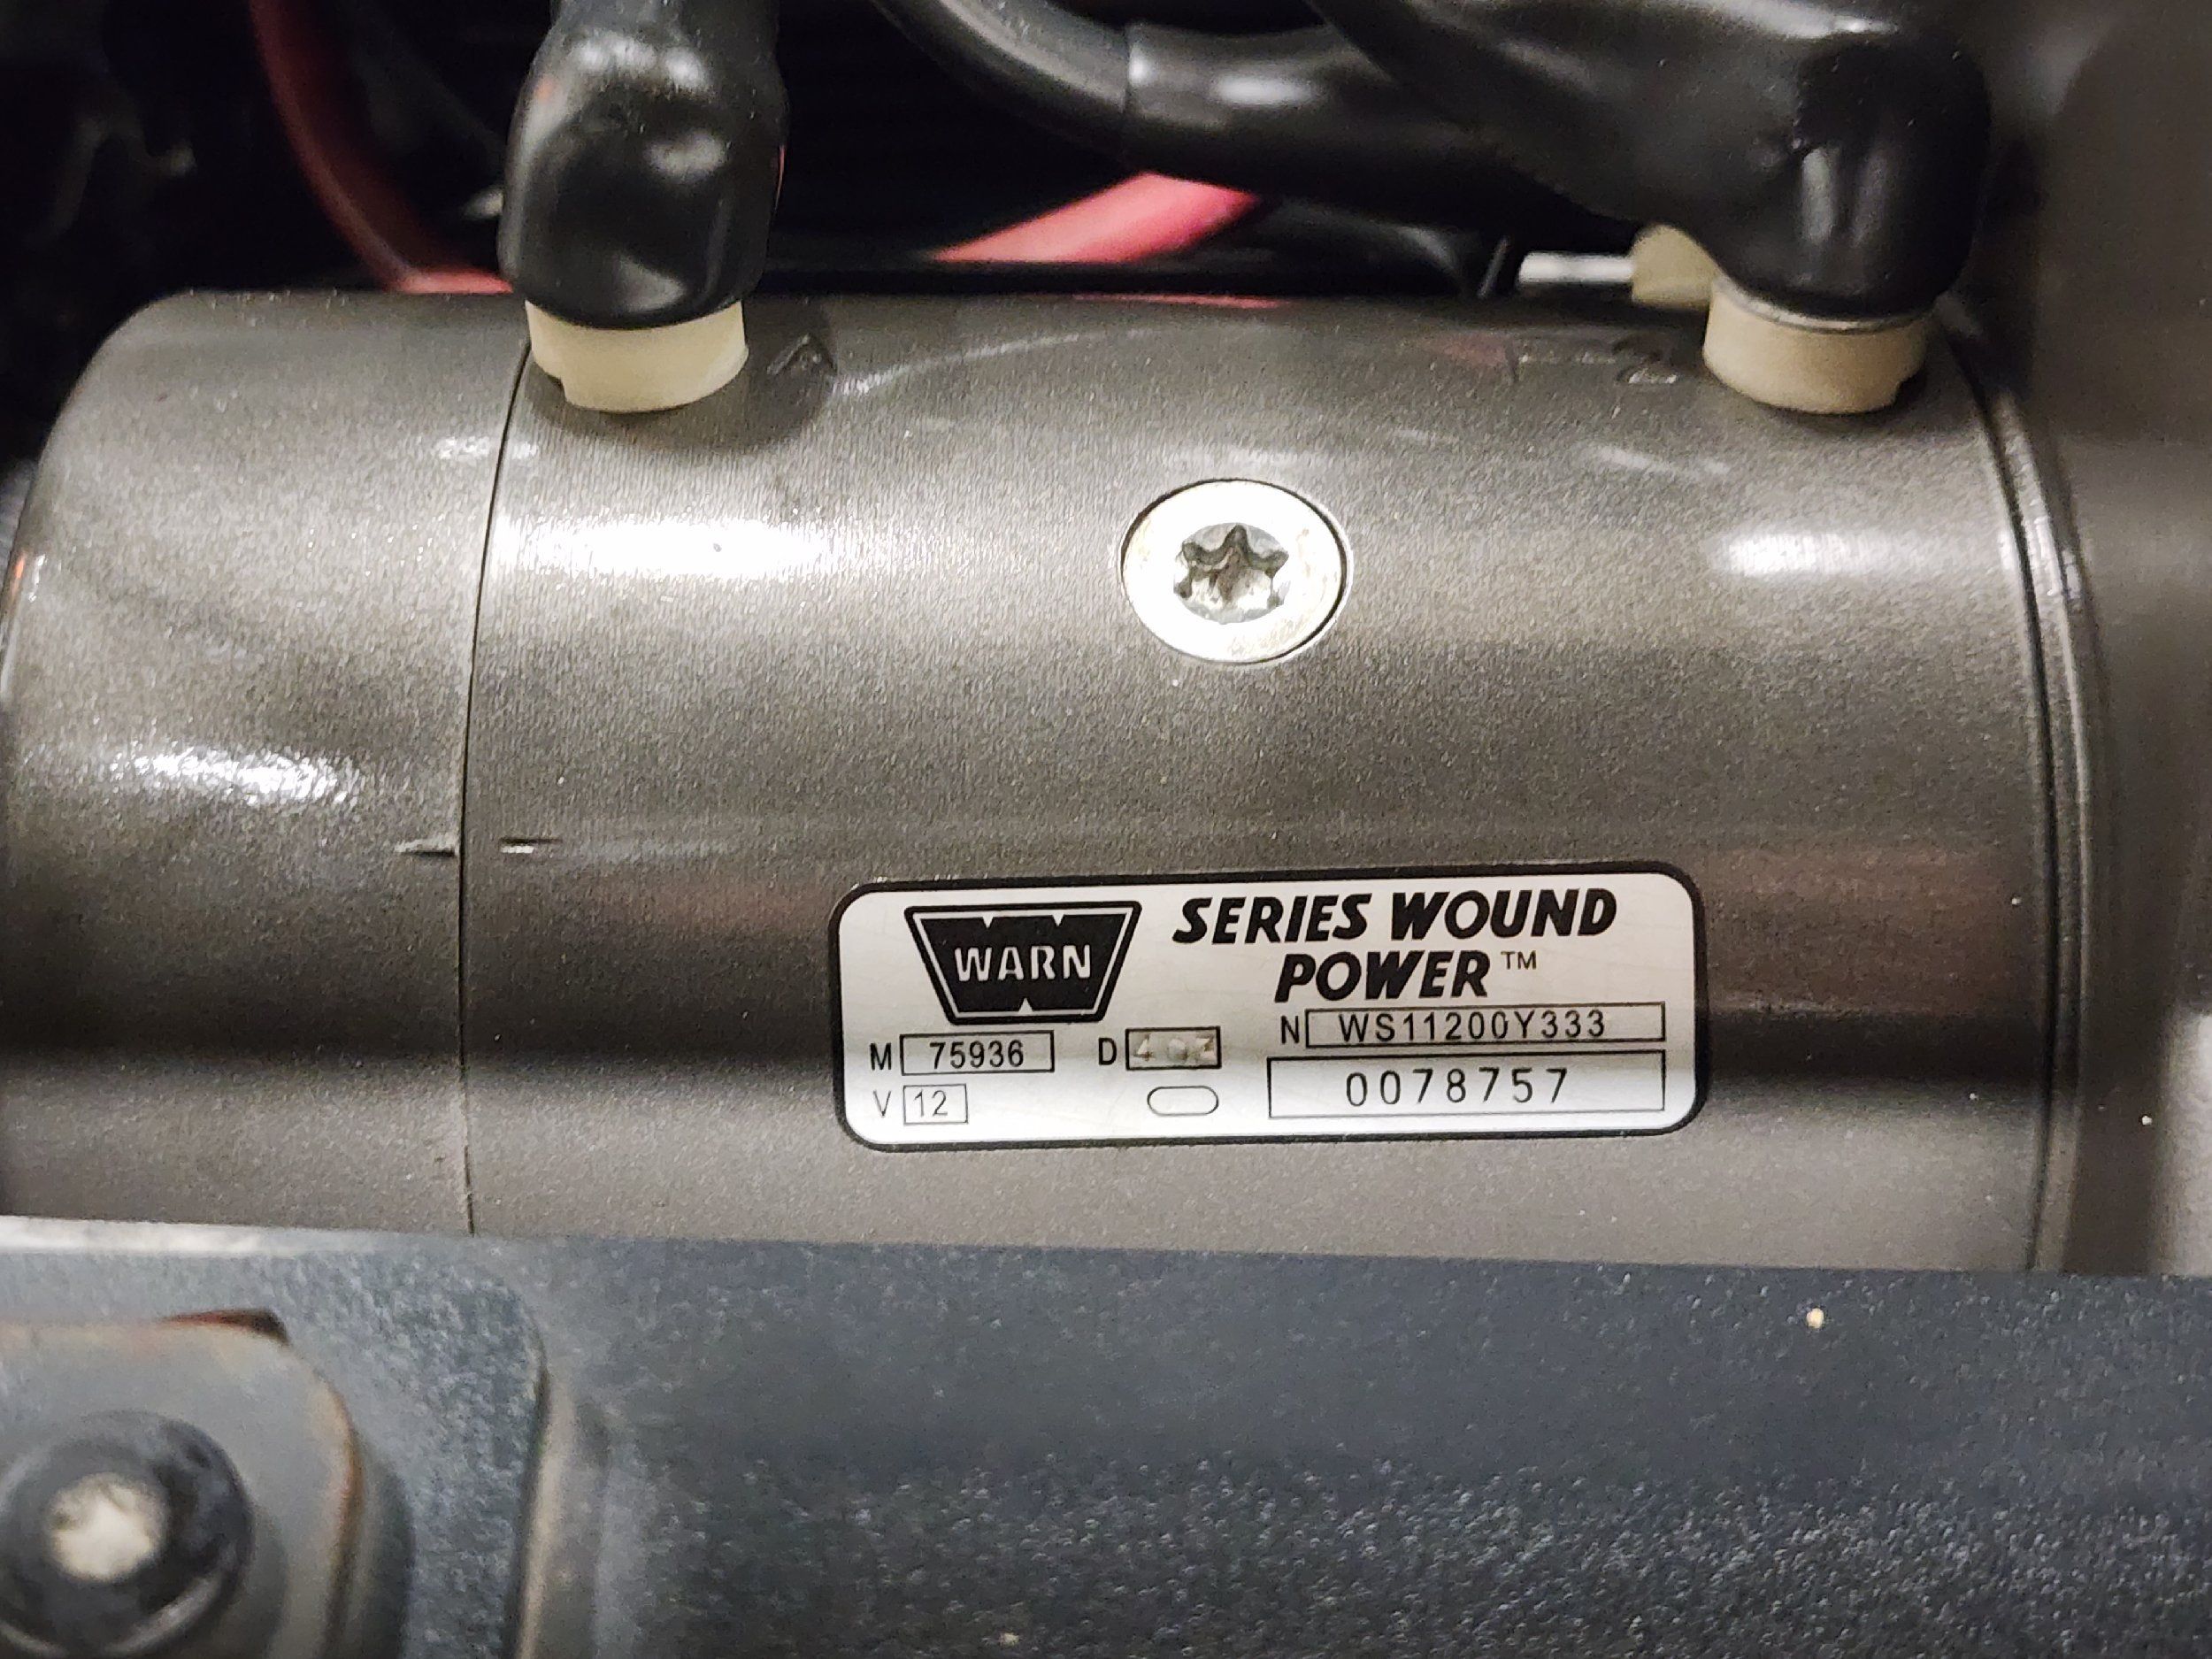 WARN
SERIES WOUND
POWER™
N WS11200Y333
M 75936 D
V 12
0078757